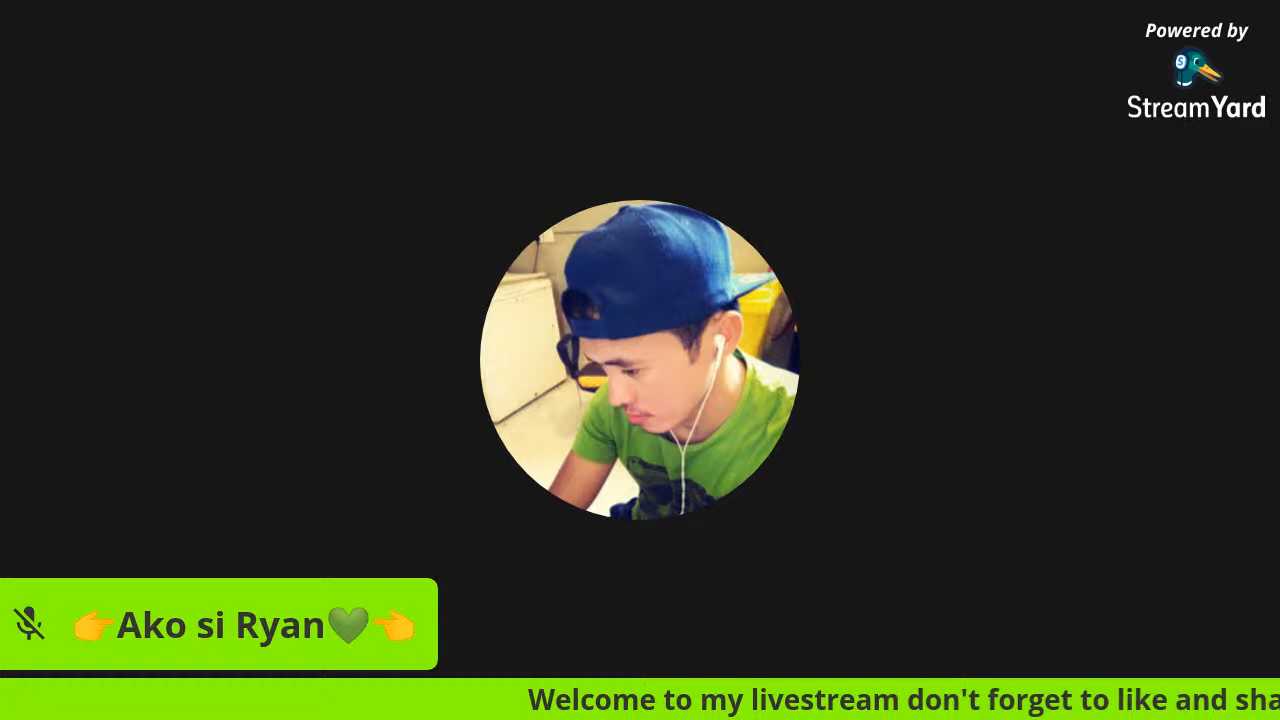 Powered by
StreamYard
👉Ako si Ryan💚👈
Welcome to my livestream don't forget to like and sha